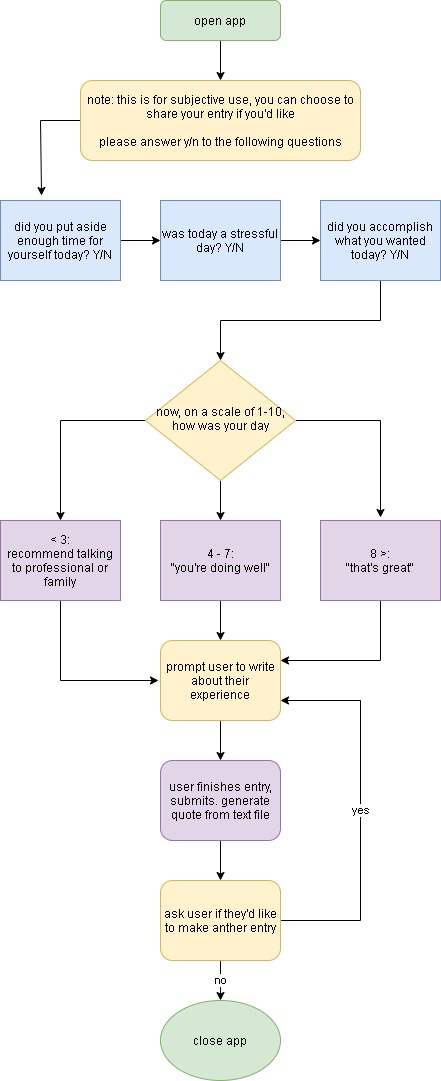 open app
note: this is for subjective use, you can choose to
share your entry if you'd like
please answer y/n to the following questions
did you put aside
enough time for
yourself today? Y/N
was today a stressful
day? Y/N
did you accomplish
what you wanted
today? Y/N
now, on a scale of 1-10,
how was your day
< 3:
recommend talking
to professional or
family
4 - 7:
"you're doing well"
8 >:
"that's great"
prompt user to write
about their
experience
user finishes entry,
submits. generate
quote from text file
yes
ask user if they'd like
to make anther entry
no
close app